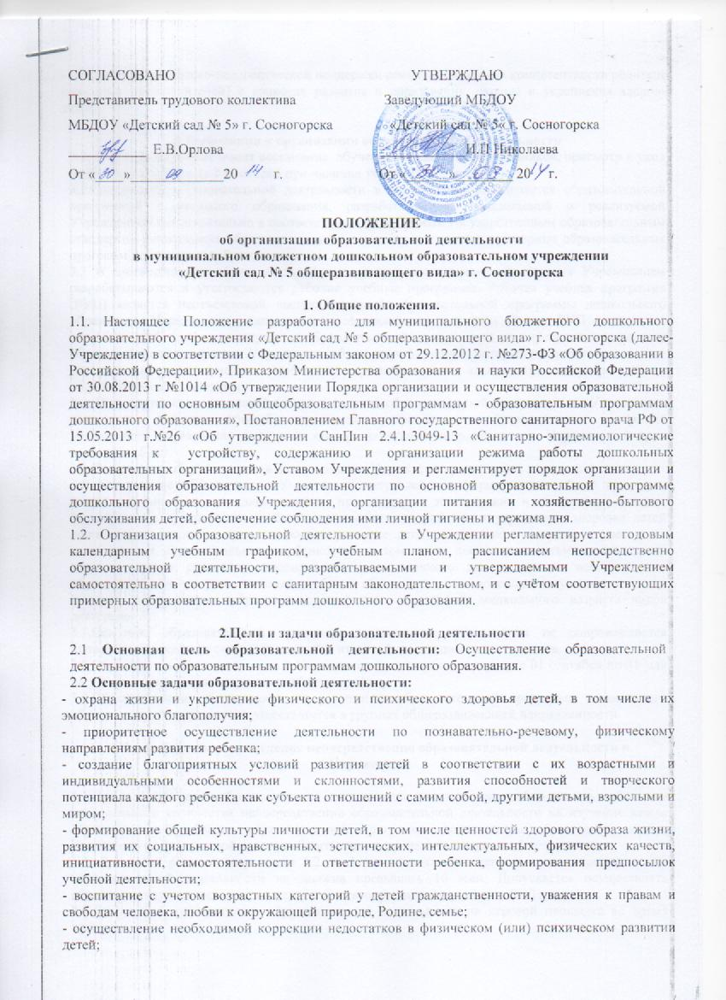 СОГЛАСОВАНО УТВЕРЖДАЮ
Представитель трудового коллектива Заведующий МБДОУ
МБДОУ «Детский сад № 5» г. Сосногорска «Детский сад № 5« г. Сосногорска
Е.В.Орлова И.П Николаева
От « 30 » 09 20 14 г. От « 30 » 20 14 г.
ПОЛОЖЕНИЕ
об организации образовательной деятельности
в муниципальном бюджетном дошкольном образовательном учреждении
«Детский сад № 5 общеразвивающего вида» г. Сосногорска
1. Общие положения.
1.1. Настоящее Положение разработано для муниципального бюджетного дошкольного
образовательного учреждения «Детский сад № 5 общеразвивающего вида» г. Сосногорска (далее-
Учреждение) в соответствии с Федеральным законом от 29.12.2012 г. №273-ФЗ «Об образовании в
Российской Федерации», Приказом Министерства образования и науки Российской Федерации
от 30.08.2013 г №1014 «Об утверждении Порядка организации и осуществления образовательной
деятельности по основным общеобразовательным программам - образовательным программам
дошкольного образования», Постановлением Главного государственного санитарного врача РФ от
15.05.2013 г.№26 «Об утверждении СанПин 2.4.1.3049-13 «Санитарно-эпидемиологические
требования к устройству, содержанию и организации режима работы дошкольных
образовательных организаций», Уставом Учреждения и регламентирует порядок организации и
осуществления образовательной деятельности по основной образовательной программе
дошкольного образования Учреждения, организации питания и хозяйственно-бытового
обслуживания детей, обеспечение соблюдения ими личной гигиены и режима дня.
1.2. Организация образовательной деятельности в Учреждении регламентируется годовым
календарным учебным графиком, учебным планом, расписанием непосредственно
образовательной деятельности, разрабатываемыми и утверждаемыми Учреждением
самостоятельно в соответствии с санитарным законодательством, и с учётом соответствующих
примерных образовательных программ дошкольного образования.
2.Цели и задачи образовательной деятельности
2.1 Основная цель образовательной деятельности: Осуществление образовательной
деятельности по образовательным программам дошкольного образования.
2.2 Основные задачи образовательной деятельности:
- охрана жизни и укрепление физического и психического здоровья детей, в том числе их
эмоционального благополучия;
- приоритетное осуществление деятельности по познавательно-речевому, физическому
направлениям развития ребенка;
- создание благоприятных условий развития детей в соответствии с их возрастными и
индивидуальными особенностями и склонностями, развития способностей и творческого
потенциала каждого ребенка как субъекта отношений с самим собой, другими детьми, взрослыми и
миром;
- формирование общей культуры личности детей, в том числе ценностей здорового образа жизни,
развития их социальных, нравственных, эстетических, интеллектуальных, физических качеств,
инициативности, самостоятельности и ответственности ребенка, формирования предпосылок
учебной деятельности;
- воспитание с учетом возрастных категорий у детей гражданственности, уважения к правам и
свободам человека, любви к окружающей природе, Родине, семье;
- осуществление необходимой коррекции недостатков в физическом (или) психическом развитии
детей;